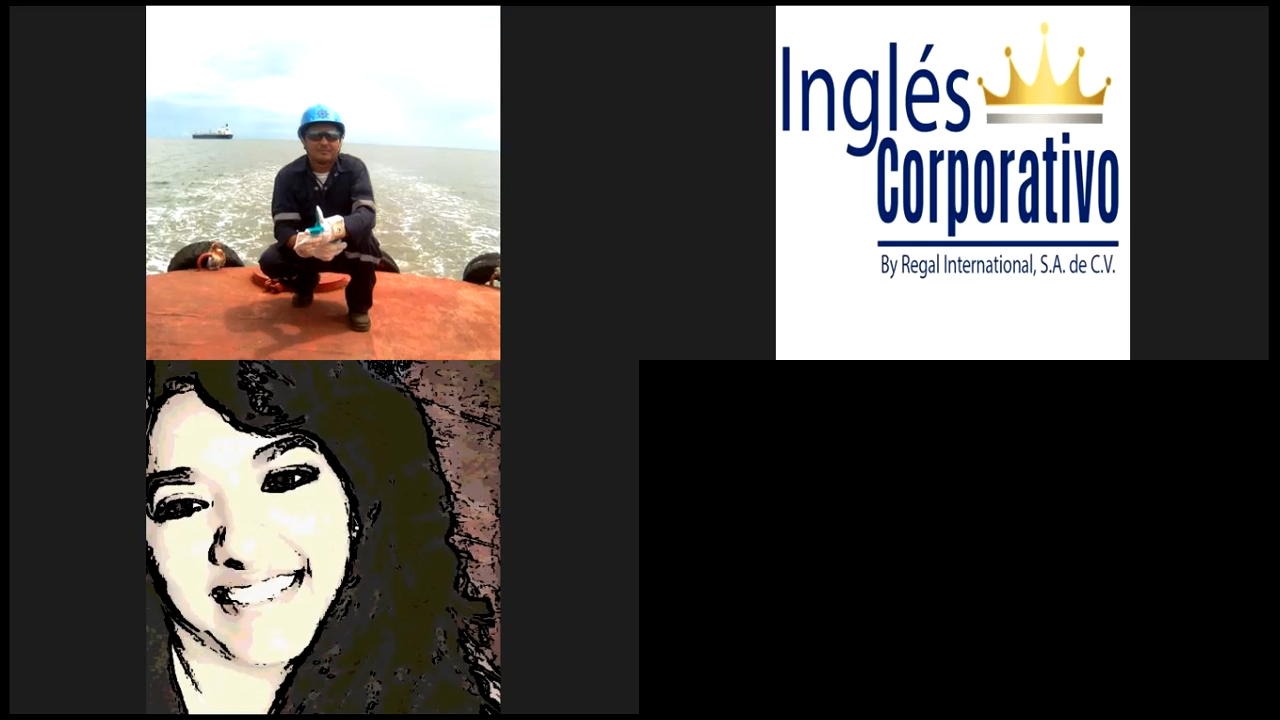 Inglés
Corporativo
By Regal International, S.A. de C.V.